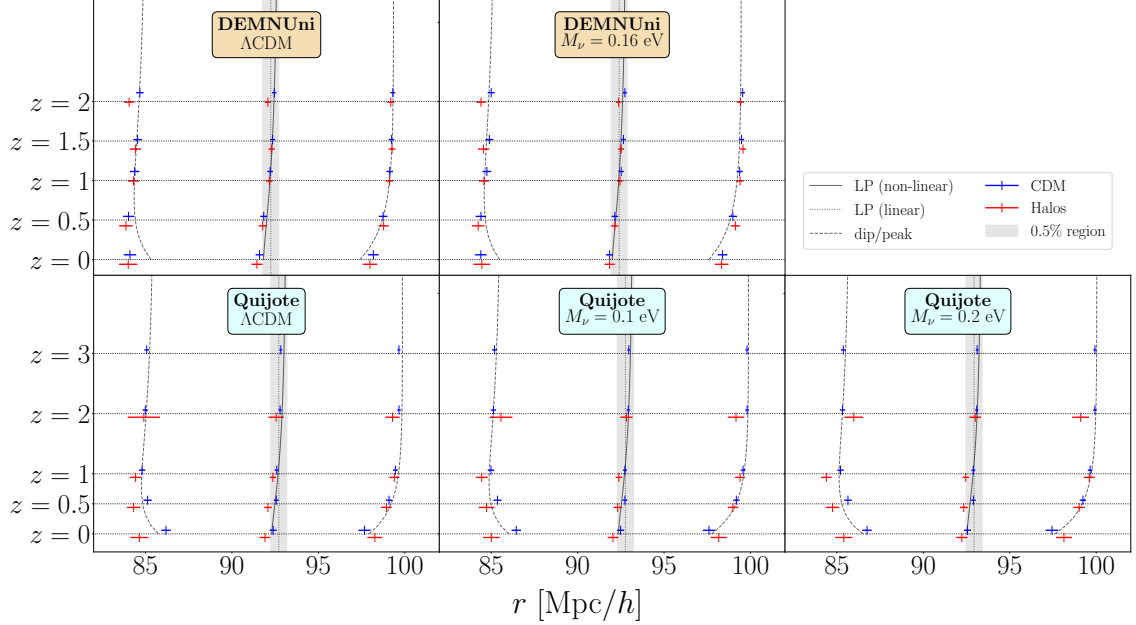 DEMNUni
ΛCDM
DEMNUni
M_ν = 0.16 eV
z = 2
z = 1.5
z = 1
z = 0.5
z = 0
LP (non-linear)
LP (linear)
dip/peak
CDM
Halos
0.5% region
Quijote
ΛCDM
Quijote
M_ν = 0.1 eV
Quijote
M_ν = 0.2 eV
z = 3
z = 2
z = 1
z = 0.5
z = 0
85 90 95 100 85 90 95 100 85 90 95 100
r [Mpc/h]